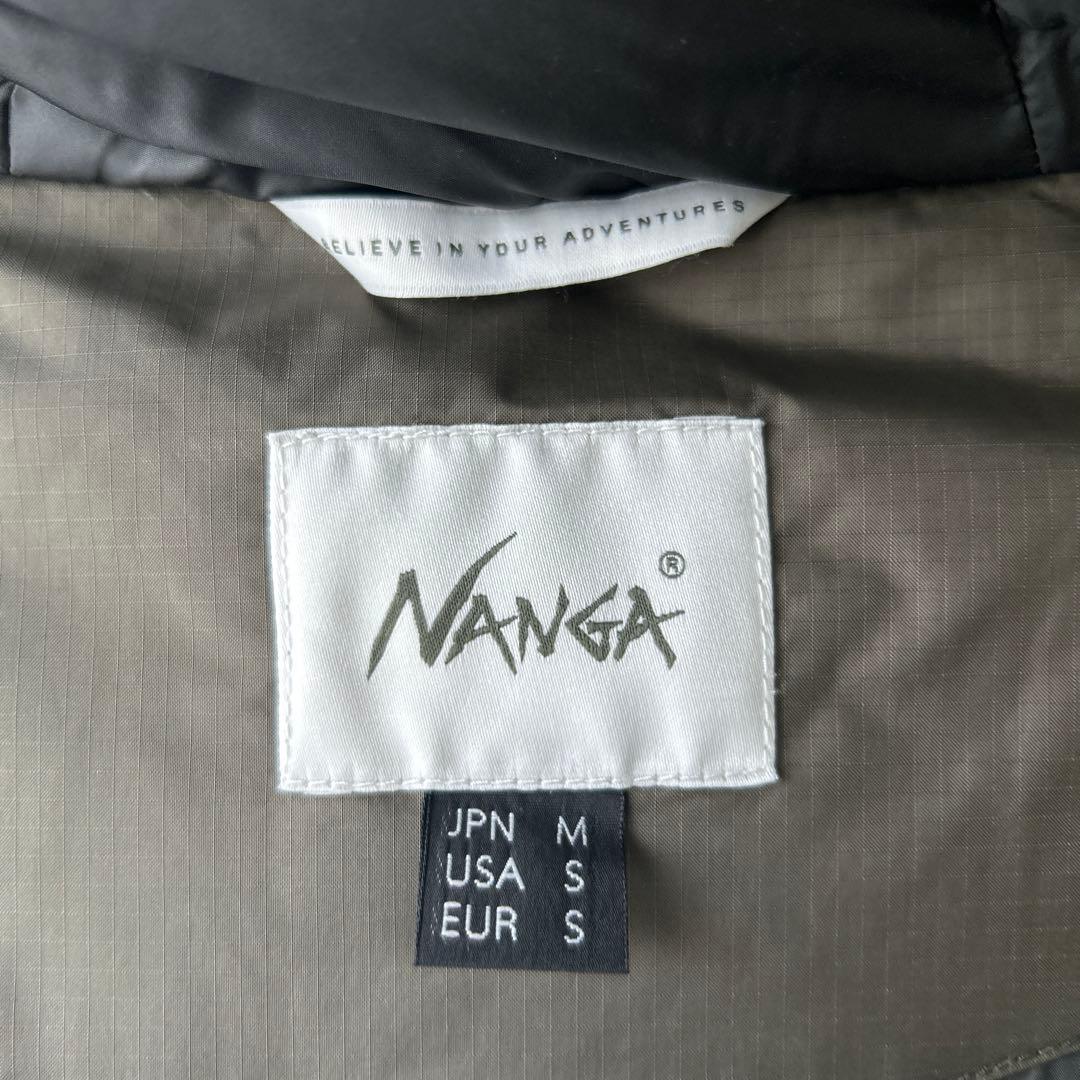 BELIEVE IN YOUR ADVENTURES
NANGA®
JPN M
USA S
EUR S